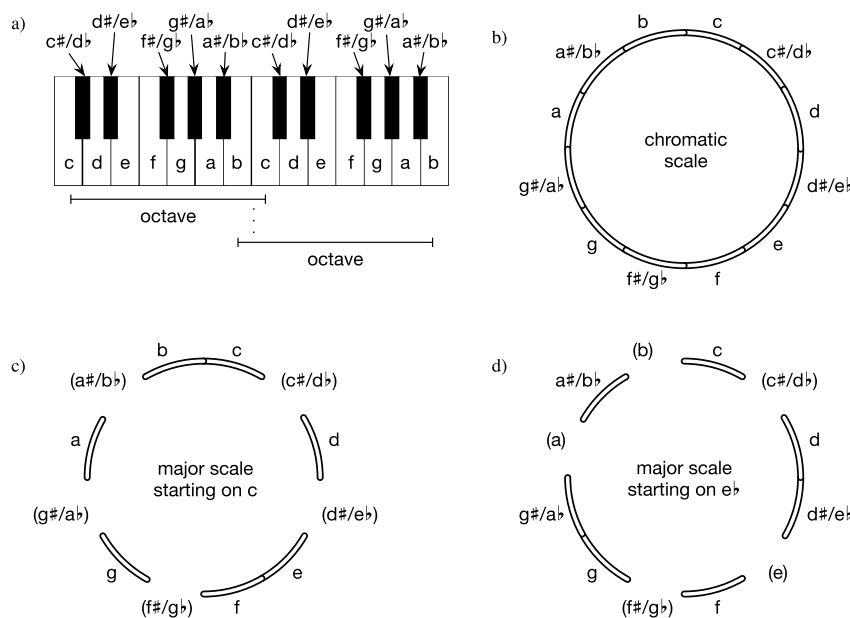 a)
d♯/e♭ g♯/a♭ d♯/e♭ g♯/a♭
c♯/d♭ f♯/g♭ a♯/b♭ c♯/d♭ f♯/g♭ a♯/b♭
c d e f g a b c d e f g a b
octave
octave
b)
b c
a♯/b♭ c♯/d♭
a d
chromatic
scale
g♯/a♭ d♯/e♭
g e
f♯/g♭ f
c)
b c
(a♯/b♭) (c♯/d♭)
a d
major scale
starting on c
(g♯/a♭) (d♯/e♭)
g e
(f♯/g♭) f
d)
(b) c
a♯/b♭ (c♯/d♭)
(a) d
major scale
starting on e♭
g♯/a♭ d♯/e♭
g (e)
(f♯/g♭) f